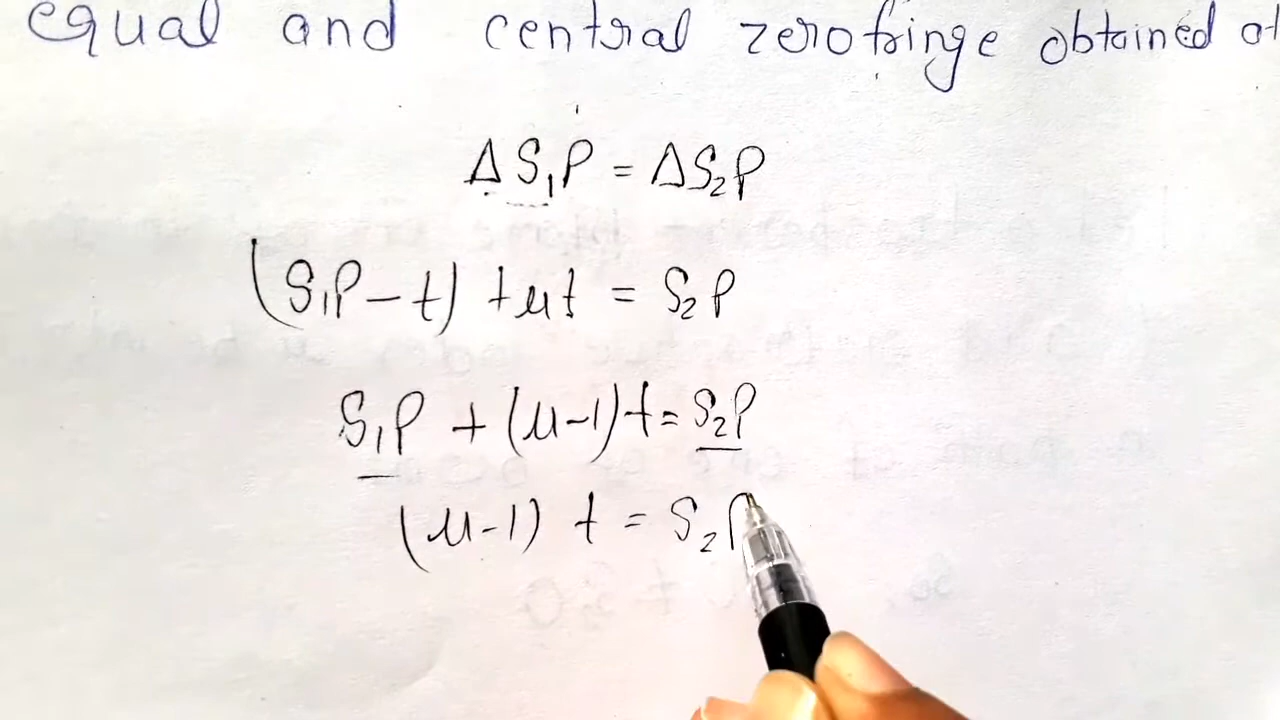 equal and central zero fringe obtained at
ΔS₁P = ΔS₂P
(S₁P - t) + μt = S₂P
S₁P + (μ-1)t = S₂P
(μ-1) t = S₂P